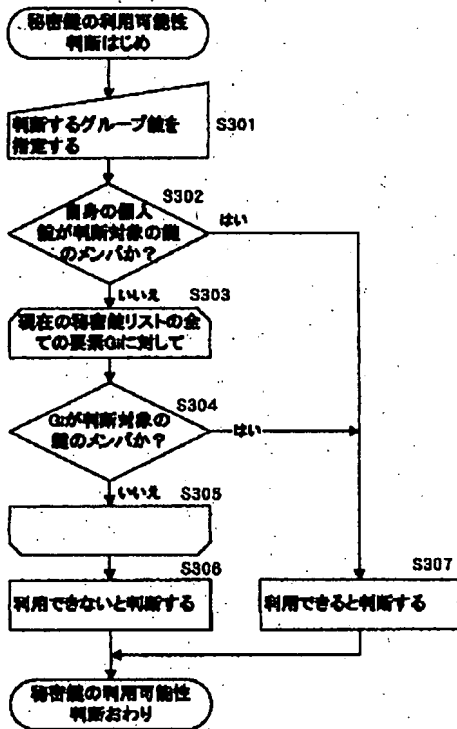 秘密鍵の利用可能性
判断はじめ
判断するグループ鍵を
指定する
S301
S302
自身の個人
鍵が判断対象の鍵
のメンバか？
はい
いいえ
S303
現在の秘密鍵リストの全
ての要素Giに対して
S304
Giが判断対象の
鍵のメンバか？
はい
いいえ
S305
S306
利用できないと判断する
S307
利用できると判断する
秘密鍵の利用可能性
判断おわり